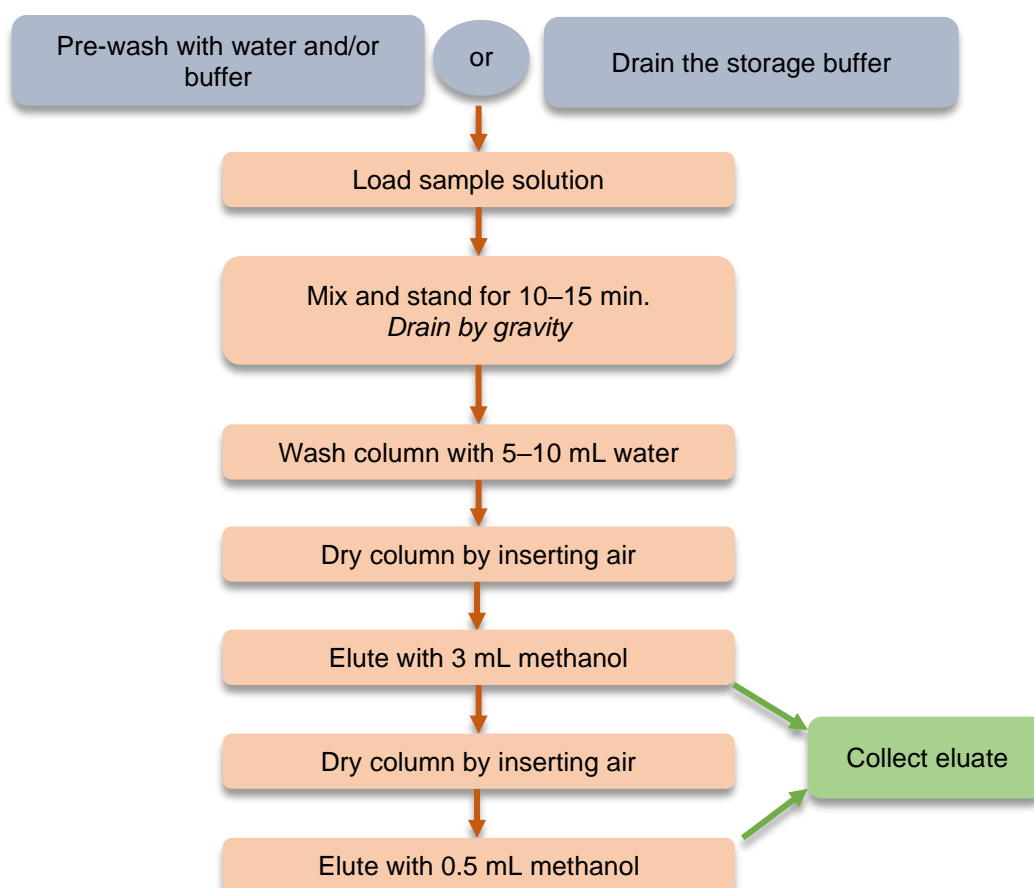 Pre-wash with water and/or
buffer
or
Drain the storage buffer
Load sample solution
Mix and stand for 10–15 min.
Drain by gravity
Wash column with 5–10 mL water
Dry column by inserting air
Elute with 3 mL methanol
Dry column by inserting air
Collect eluate
Elute with 0.5 mL methanol